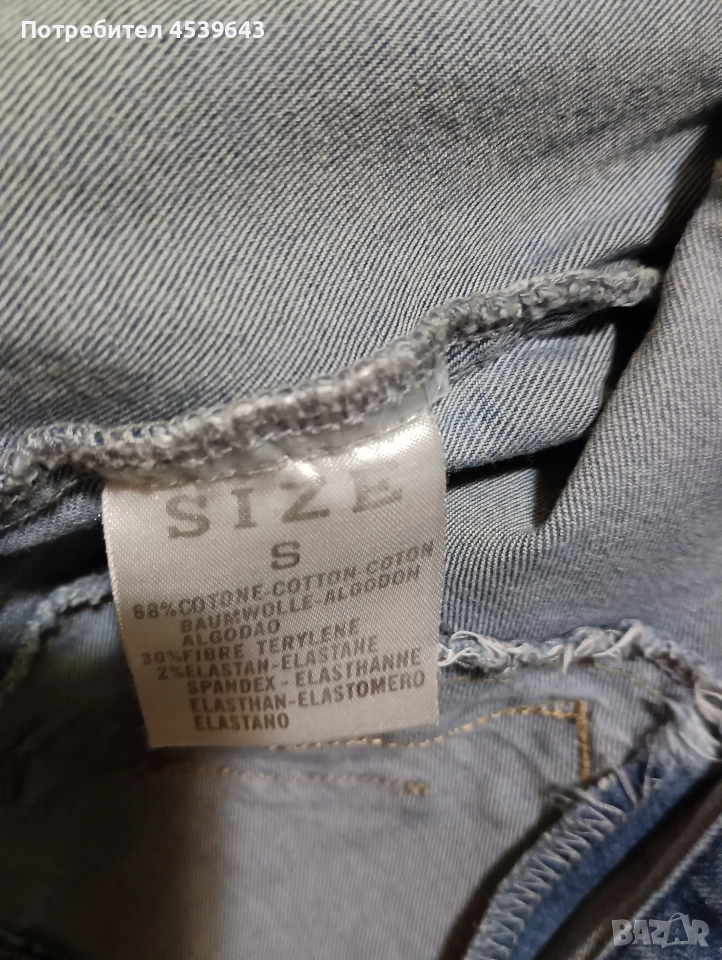 Потребител 4539643
SIZE
S
68%COTONE-COTTON-COTON
BAUMWOLLE-ALGODON
ALGODAO
30%FIBRE TERYLENE
2%ELASTAN-ELASTANE
SPANDEX-ELASTHANNE
ELASTHAN-ELASTOMERO
ELASTANO
BAZAR